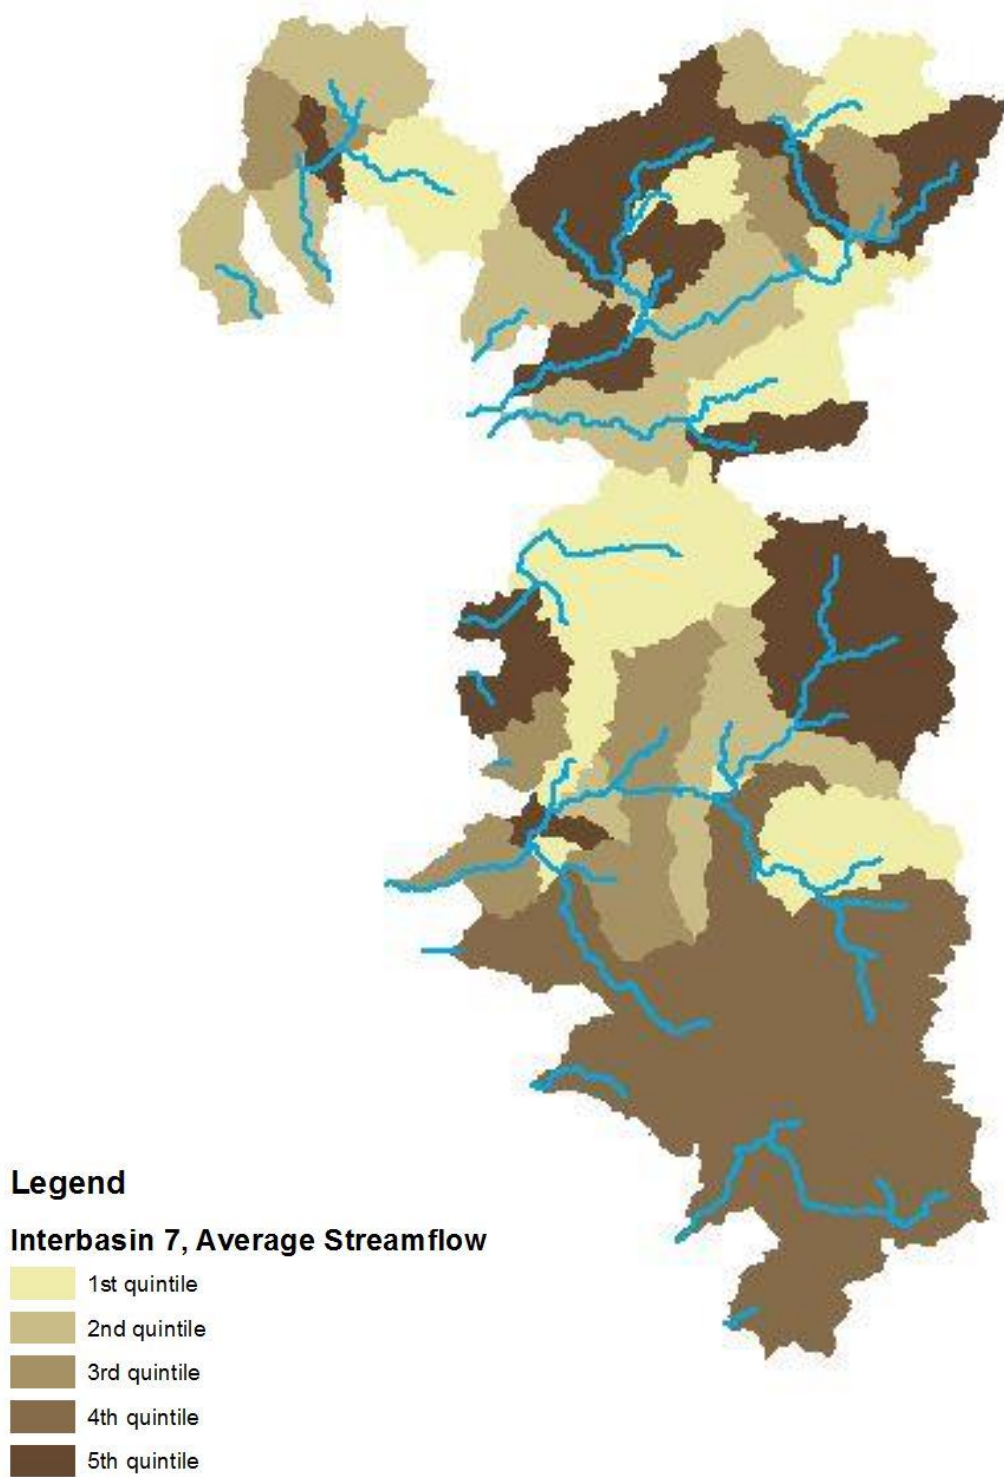 Legend
Interbasin 7, Average Streamflow
1st quintile
2nd quintile
3rd quintile
4th quintile
5th quintile